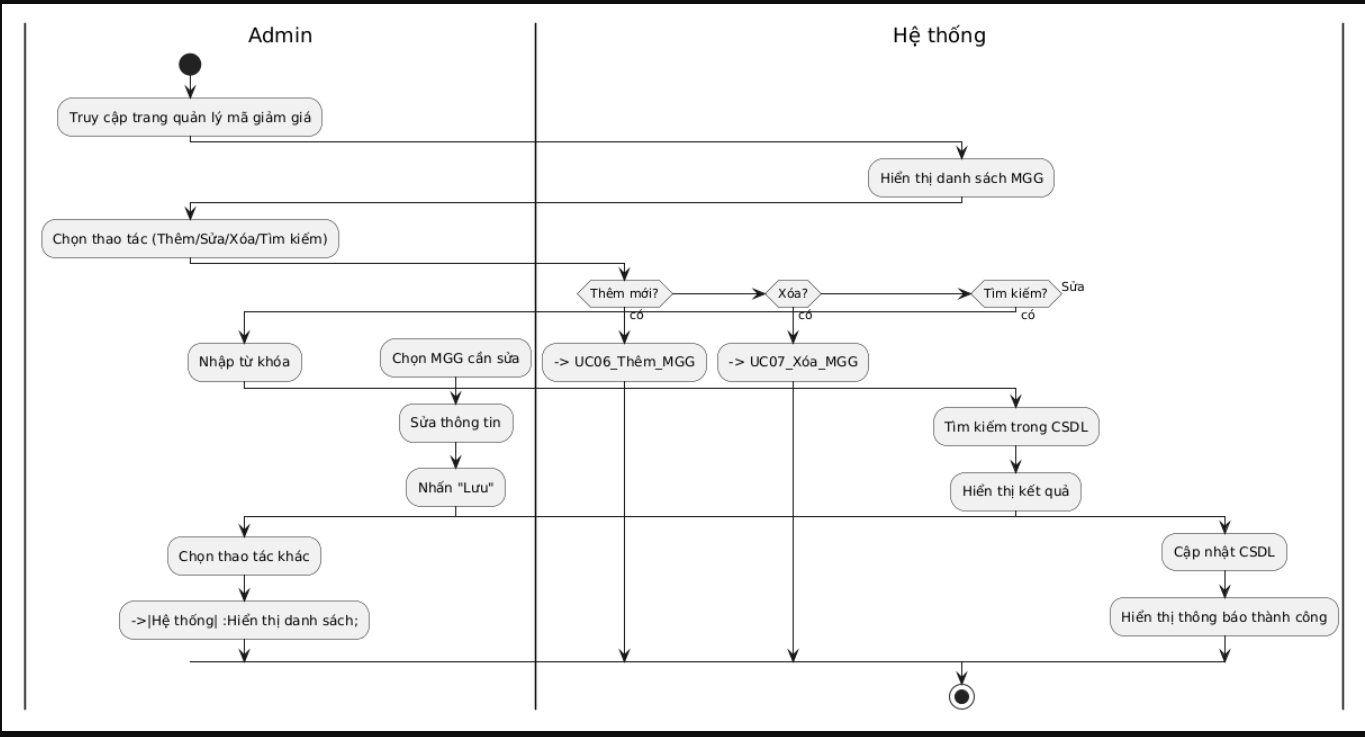 Admin
Hệ thống
Truy cập trang quản lý mã giảm giá
Hiển thị danh sách MGG
Chọn thao tác (Thêm/Sửa/Xóa/Tìm kiếm)
Thêm mới?
Xóa?
Tìm kiếm?
Sửa
có
có
có
Nhập từ khóa
Chọn MGG cần sửa
-> UC06_Thêm_MGG
-> UC07_Xóa_MGG
Sửa thông tin
Tìm kiếm trong CSDL
Nhấn "Lưu"
Hiển thị kết quả
Chọn thao tác khác
Cập nhật CSDL
->|Hệ thống| :Hiển thị danh sách;
Hiển thị thông báo thành công